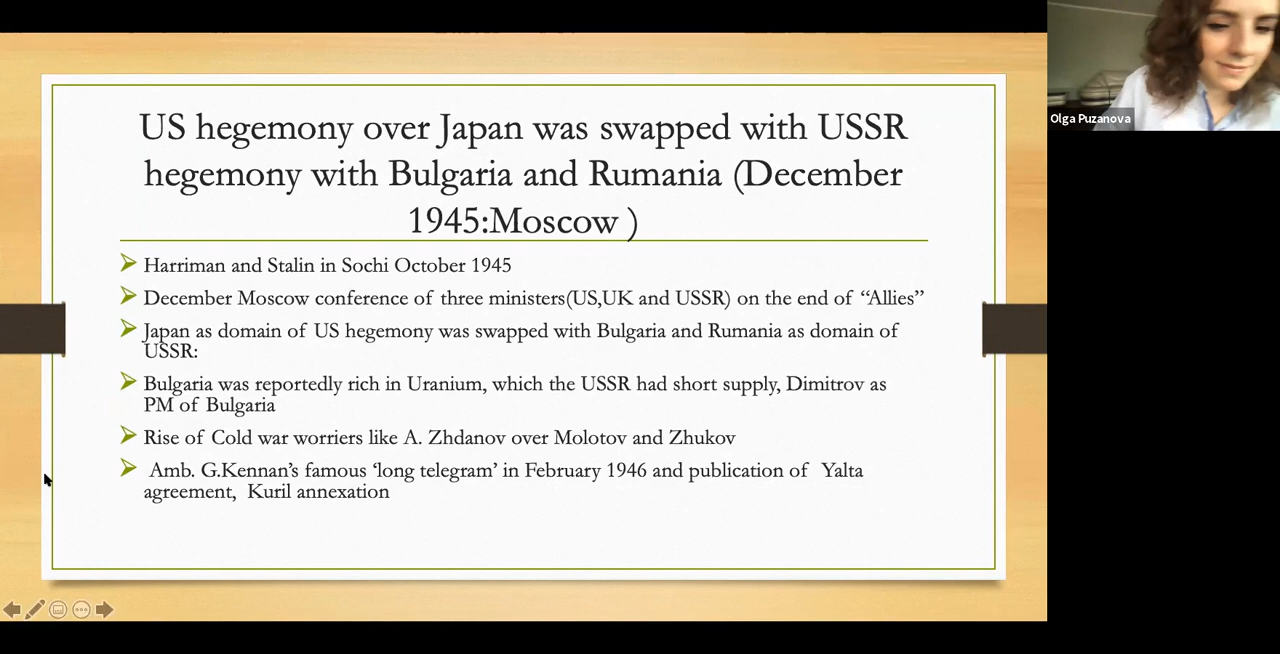 US hegemony over Japan was swapped with USSR
hegemony with Bulgaria and Rumania (December
1945:Moscow )
Harriman and Stalin in Sochi October 1945
December Moscow conference of three ministers(US,UK and USSR) on the end of “Allies”
Japan as domain of US hegemony was swapped with Bulgaria and Rumania as domain of
USSR:
Bulgaria was reportedly rich in Uranium, which the USSR had short supply, Dimitrov as
PM of Bulgaria
Rise of Cold war worriers like A. Zhdanov over Molotov and Zhukov
Amb. G.Kennan’s famous ‘long telegram’ in February 1946 and publication of Yalta
agreement, Kuril annexation
Olga Puzanova